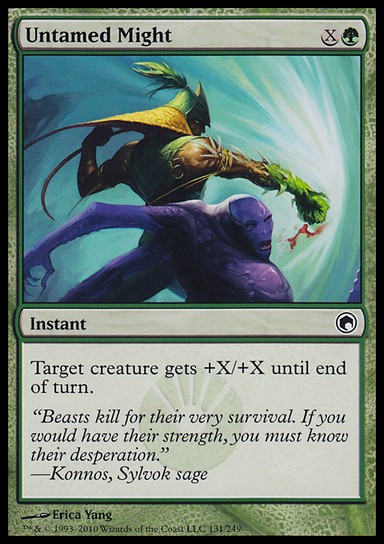 Untamed Might X
Instant
Target creature gets +X/+X until end
of turn.
“Beasts kill for their very survival. If you
would have their strength, you must know
their desperation.”
—Konnos, Sylvok sage
Erica Yang
™ & © 1993–2010 Wizards of the Coast LLC 131/249